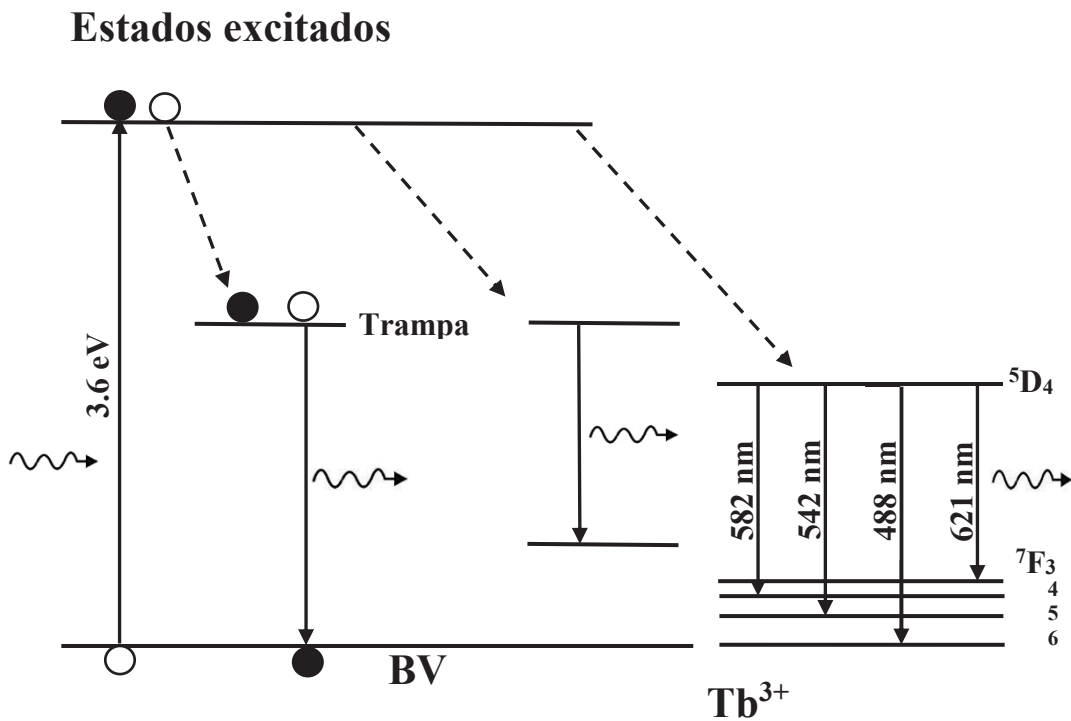 Estados excitados
3.6 eV
Trampa
⁵D₄
582 nm
542 nm
488 nm
621 nm
⁷F₃
4
5
6
BV
Tb³⁺